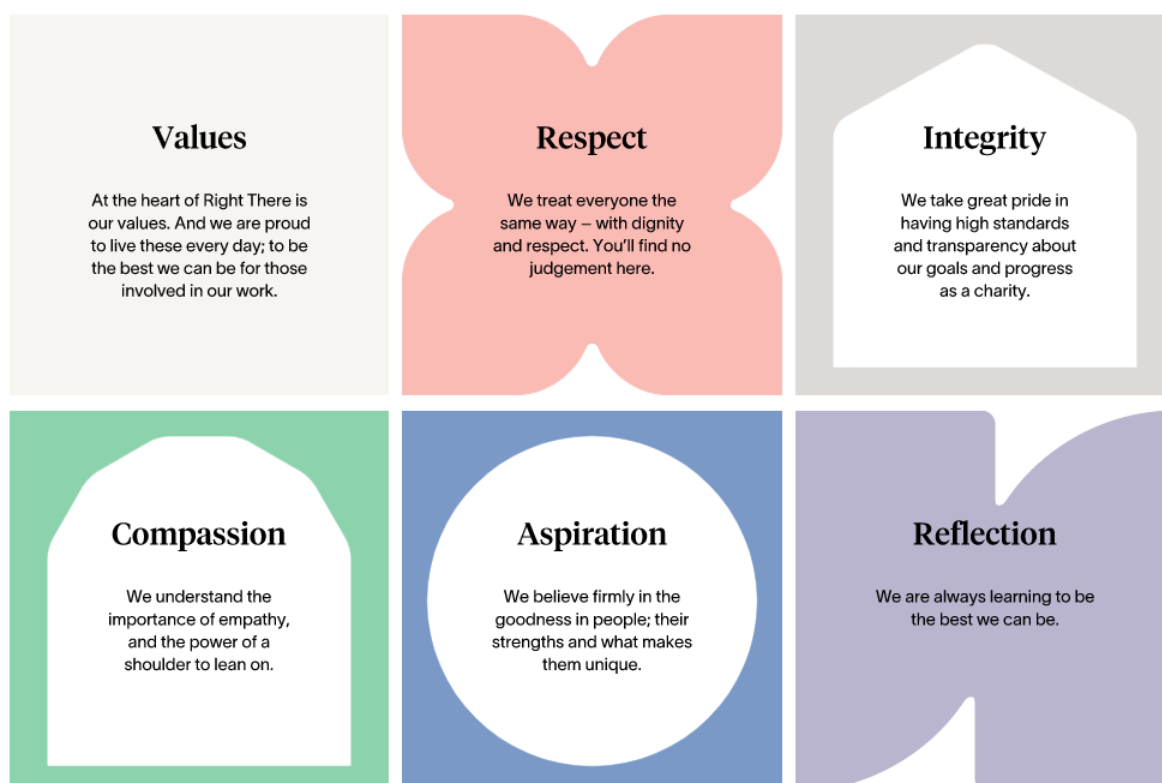 Values
At the heart of Right There is
our values. And we are proud
to live these every day; to be
the best we can be for those
involved in our work.
Respect
We treat everyone the
same way – with dignity
and respect. You’ll find no
judgement here.
Integrity
We take great pride in
having high standards
and transparency about
our goals and progress
as a charity.
Compassion
We understand the
importance of empathy,
and the power of a
shoulder to lean on.
Aspiration
We believe firmly in the
goodness in people; their
strengths and what makes
them unique.
Reflection
We are always learning to be
the best we can be.